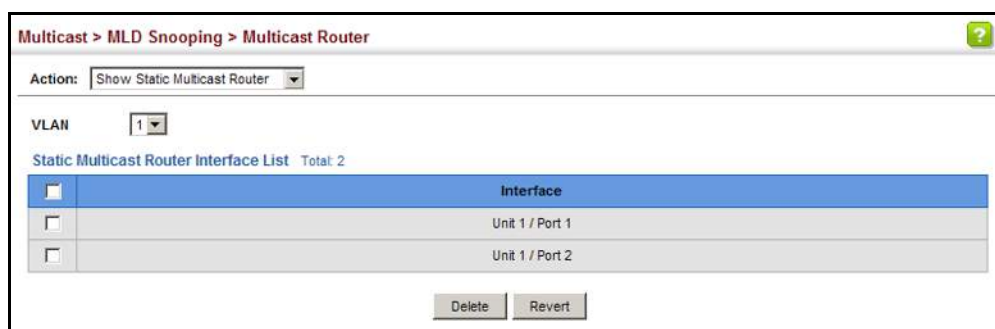 Multicast > MLD Snooping > Multicast Router
?
Action: Show Static Multicast Router
VLAN 1
Static Multicast Router Interface List Total: 2
Interface
Unit 1 / Port 1
Unit 1 / Port 2
Delete Revert